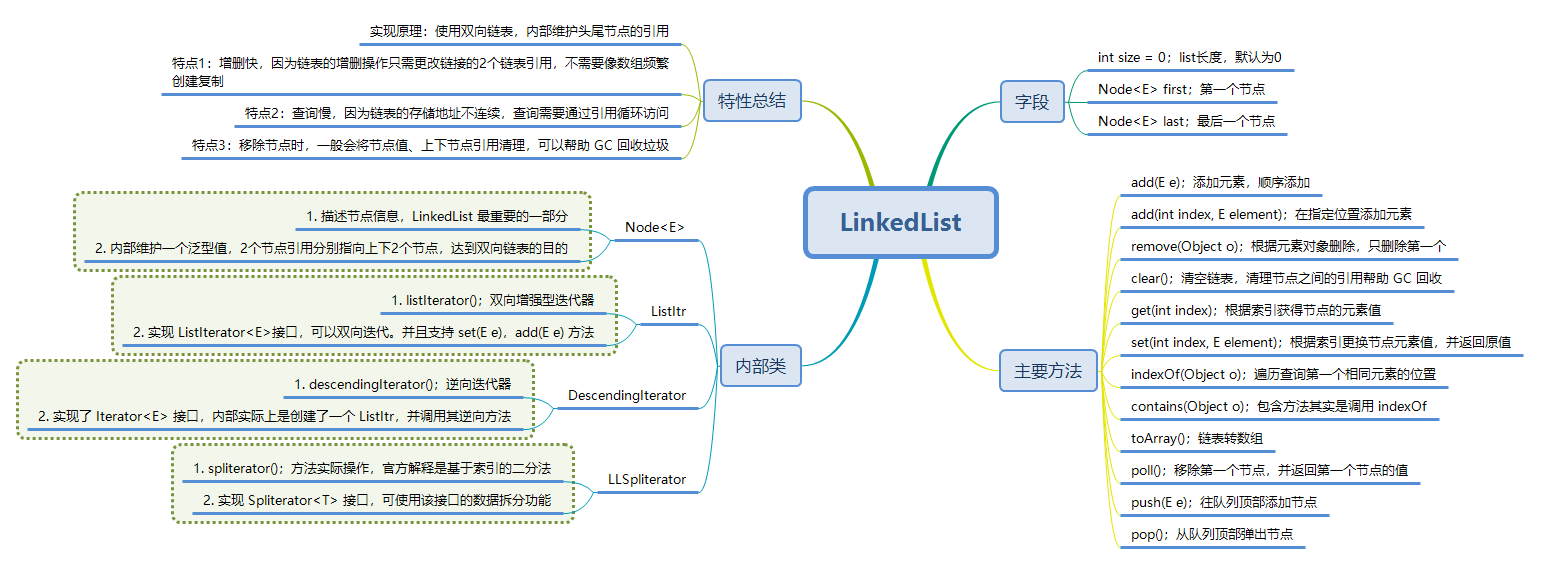 LinkedList
特性总结
实现原理：使用双向链表，内部维护头尾节点的引用
特点1：增删快，因为链表的增删操作只需更改链接的2个链表引用，不需要像数组频繁
创建复制
特点2：查询慢，因为链表的存储地址不连续，查询需要通过引用循环访问
特点3：移除节点时，一般会将节点值、上下节点引用清理，可以帮助 GC 回收垃圾
内部类
Node<E>
1. 描述节点信息，LinkedList 最重要的一部分
2. 内部维护一个泛型值，2个节点引用分别指向上下2个节点，达到双向链表的目的
ListItr
1. listIterator()；双向增强型迭代器
2. 实现 ListIterator<E>接口，可以双向迭代。并且支持 set(E e)，add(E e) 方法
DescendingIterator
1. descendingIterator()；逆向迭代器
2. 实现了 Iterator<E> 接口，内部实际上是创建了一个 ListItr，并调用其逆向方法
LLSpliterator
1. spliterator()；方法实际操作，官方解释是基于索引的二分法
2. 实现 Spliterator<T> 接口，可使用该接口的数据拆分功能
字段
int size = 0；list长度，默认为0
Node<E> first；第一个节点
Node<E> last；最后一个节点
主要方法
add(E e)；添加元素，顺序添加
add(int index, E element)；在指定位置添加元素
remove(Object o)；根据元素对象删除，只删除第一个
clear()；清空链表，清理节点之间的引用帮助 GC 回收
get(int index)；根据索引获得节点的元素值
set(int index, E element)；根据索引更换节点元素值，并返回原值
indexOf(Object o)；遍历查询第一个相同元素的位置
contains(Object o)；包含方法其实是调用 indexOf
toArray()；链表转数组
poll()；移除第一个节点，并返回第一个节点的值
push(E e)；往队列顶部添加节点
pop()；从队列顶部弹出节点